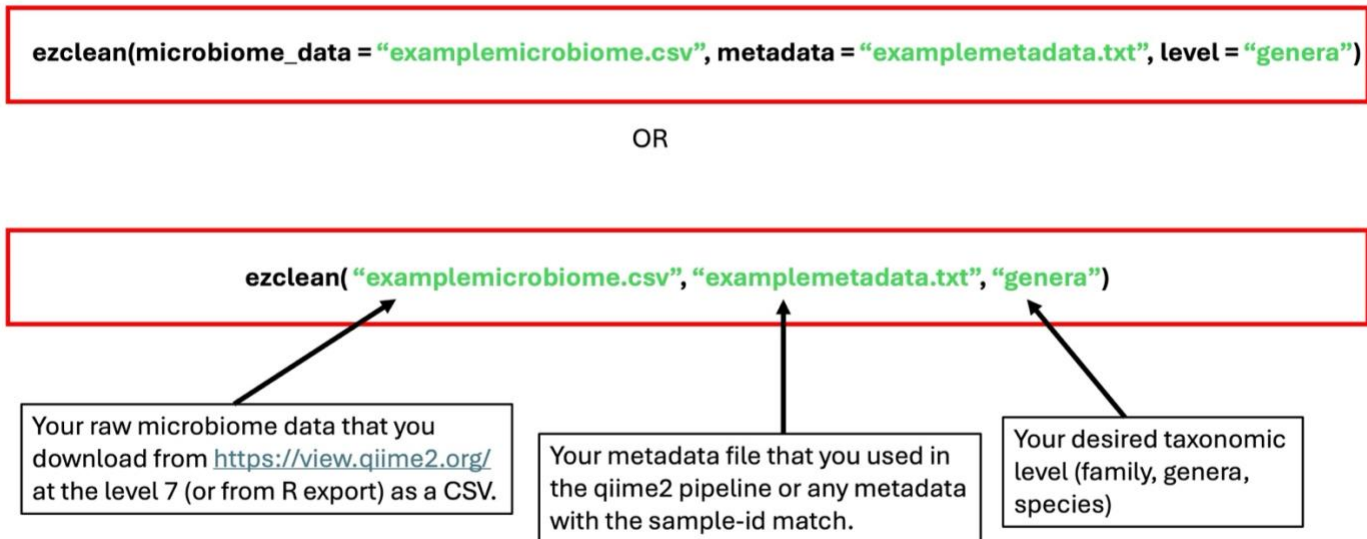 ezclean(microbiome_data = “examplemicrobiome.csv”, metadata = “examplemetadata.txt”, level = “genera”)
OR
ezclean( “examplemicrobiome.csv”, “examplemetadata.txt”, “genera”)
Your raw microbiome data that you
download from https://view.qiime2.org/
at the level 7 (or from R export) as a CSV.
Your metadata file that you used in
the qiime2 pipeline or any metadata
with the sample-id match.
Your desired taxonomic
level (family, genera,
species)